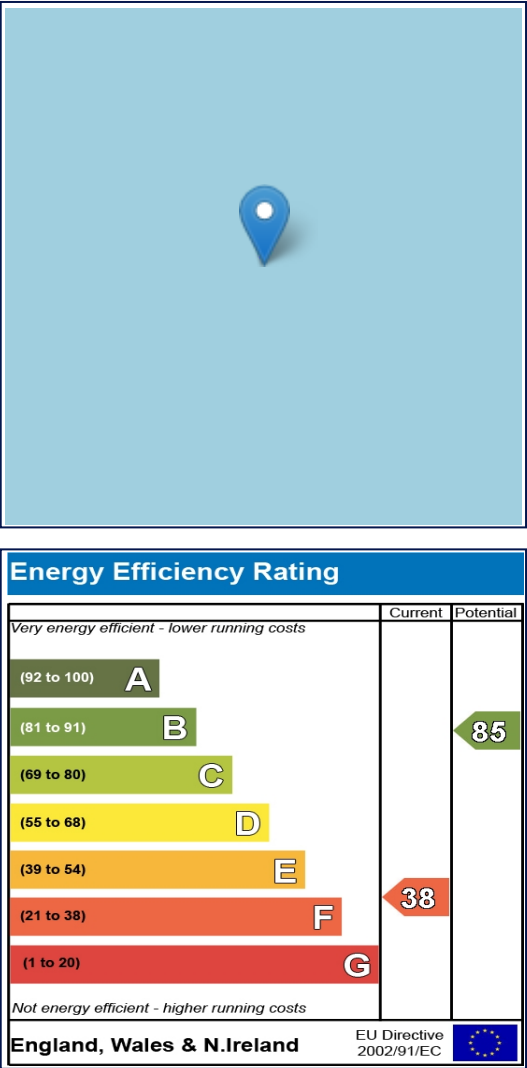 Energy Efficiency Rating
Current Potential
Very energy efficient - lower running costs
(92 to 100) A
(81 to 91) B
85
(69 to 80) C
(55 to 68) D
(39 to 54) E
38
(21 to 38) F
(1 to 20) G
Not energy efficient - higher running costs
England, Wales & N.Ireland
EU Directive
2002/91/EC